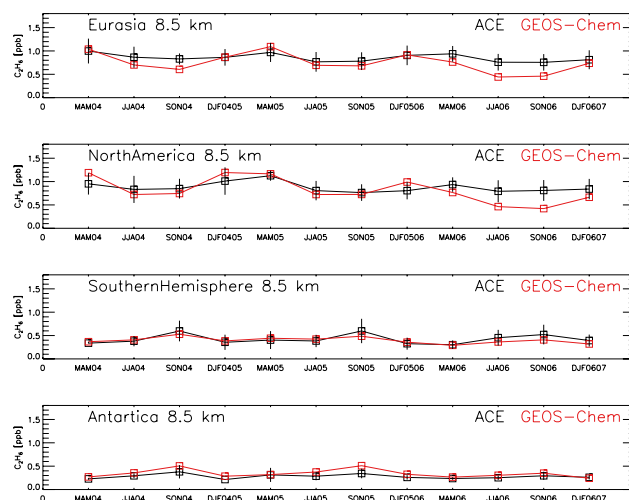 Eurasia 8.5 km ACE GEOS-Chem
C₂H₆ [ppb]
1.5
1.0
0.5
0.0
0 MAM04 JJA04 SON04 DJF0405 MAM05 JJA05 SON05 DJF0506 MAM06 JJA06 SON06 DJF0607
NorthAmerica 8.5 km ACE GEOS-Chem
C₂H₆ [ppb]
1.5
1.0
0.5
0.0
0 MAM04 JJA04 SON04 DJF0405 MAM05 JJA05 SON05 DJF0506 MAM06 JJA06 SON06 DJF0607
SouthernHemisphere 8.5 km ACE GEOS-Chem
C₂H₆ [ppb]
1.5
1.0
0.5
0.0
0 MAM04 JJA04 SON04 DJF0405 MAM05 JJA05 SON05 DJF0506 MAM06 JJA06 SON06 DJF0607
Antartica 8.5 km ACE GEOS-Chem
C₂H₆ [ppb]
1.5
1.0
0.5
0.0
0 MAM04 JJA04 SON04 DJF0405 MAM05 JJA05 SON05 DJF0506 MAM06 JJA06 SON06 DJF0607